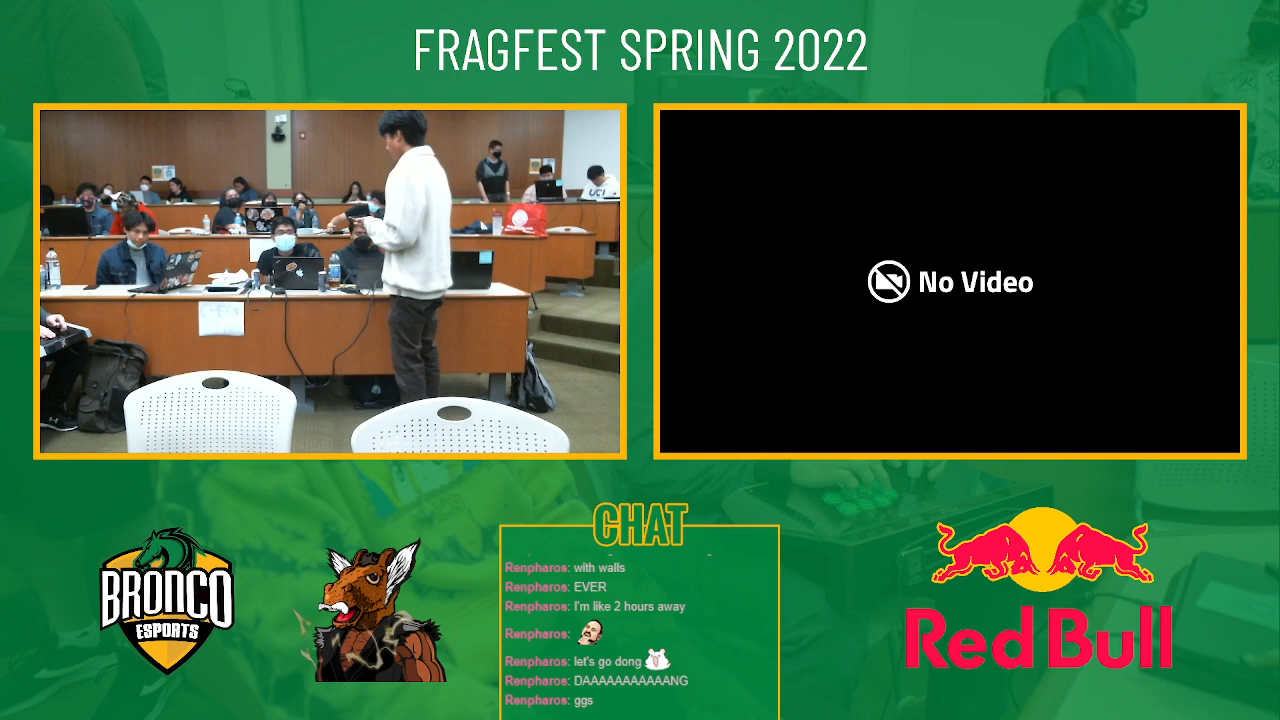 FRAGFEST SPRING 2022
UCI
No Video
BRONCO
ESPORTS
CHAT
Renpharos: with walls
Renpharos: EVER
Renpharos: I'm like 2 hours away
Renpharos:
Renpharos: let's go dong
Renpharos: DAAAAAAAAAAANG
Renpharos: ggs
Red Bull